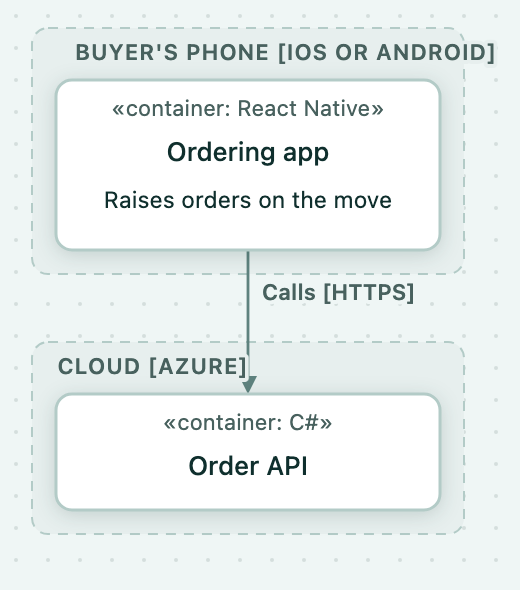 BUYER'S PHONE [IOS OR ANDROID]
«container: React Native»
Ordering app
Raises orders on the move
Calls [HTTPS]
CLOUD [AZURE]
«container: C#»
Order API